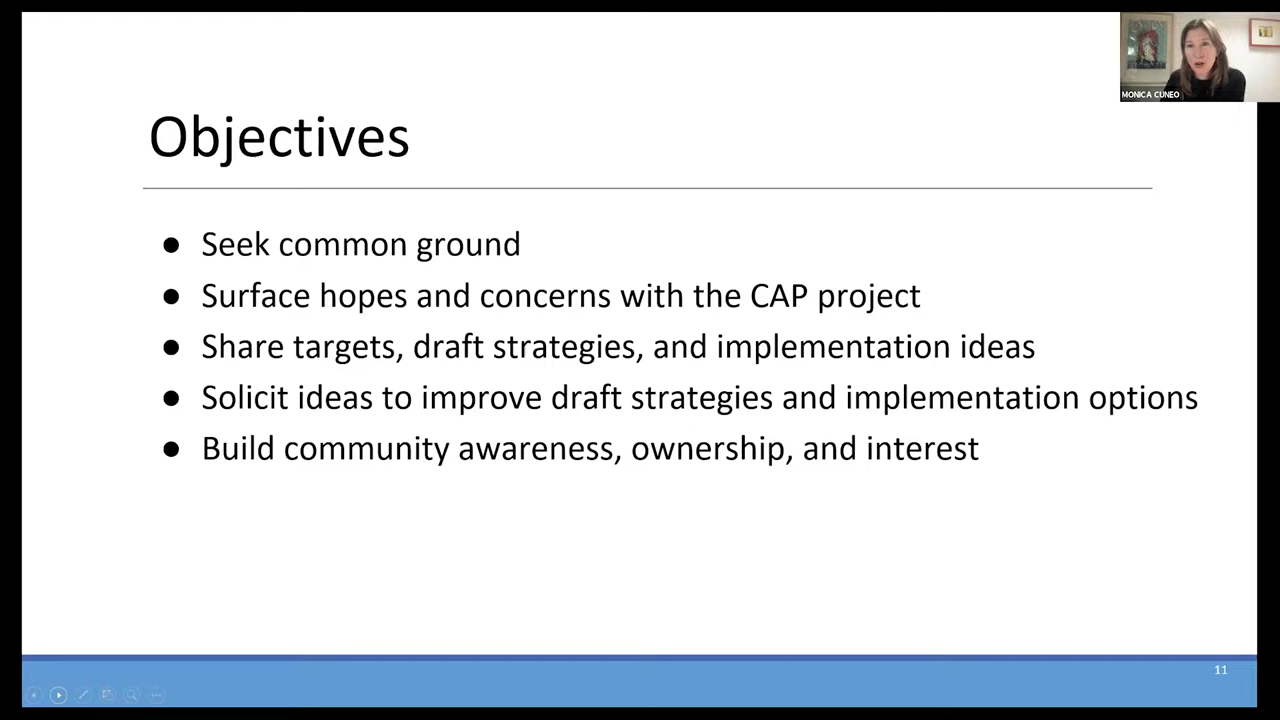 MONICA CUNEO
Objectives
● Seek common ground
● Surface hopes and concerns with the CAP project
● Share targets, draft strategies, and implementation ideas
● Solicit ideas to improve draft strategies and implementation options
● Build community awareness, ownership, and interest
11